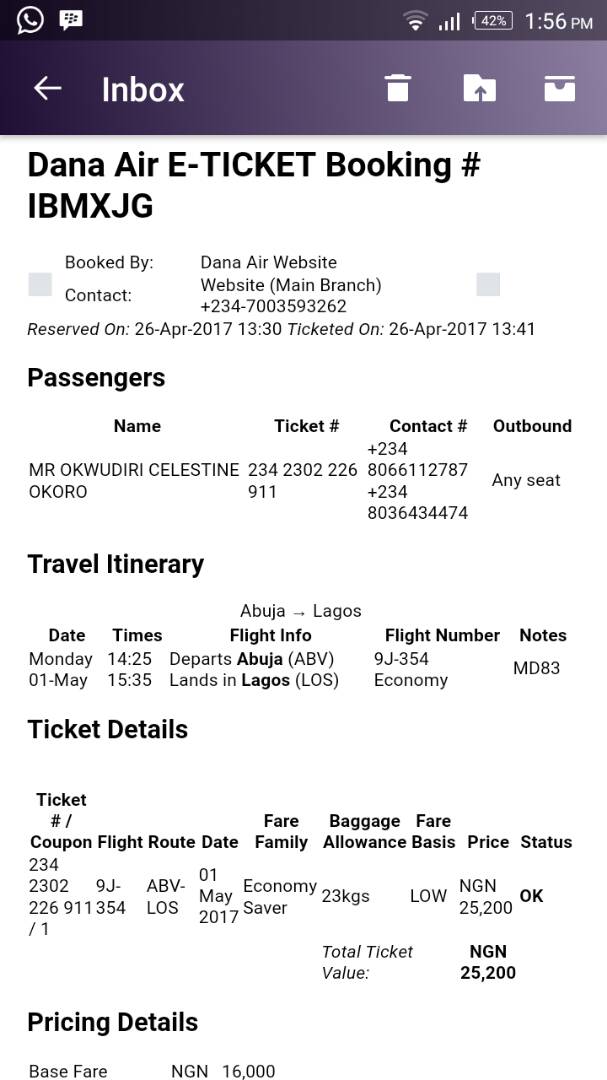 42% 1:56 PM
Inbox
Dana Air E-TICKET Booking #
IBMXJG
Booked By: Dana Air Website
Contact: Website (Main Branch)
+234-7003593262
Reserved On: 26-Apr-2017 13:30 Ticketed On: 26-Apr-2017 13:41
Passengers
Name Ticket # Contact # Outbound
+234
MR OKWUDIRI CELESTINE 234 2302 226 8066112787 Any seat
OKORO 911 +234
8036434474
Travel Itinerary
Abuja → Lagos
Date Times Flight Info Flight Number Notes
Monday 14:25 Departs Abuja (ABV) 9J-354 MD83
01-May 15:35 Lands in Lagos (LOS) Economy
Ticket Details
Ticket
# / Fare Baggage Fare
Coupon Flight Route Date Family Allowance Basis Price Status
234
2302 9J- ABV- 01 May Economy 23kgs LOW NGN OK
226 911 354 LOS 2017 Saver 25,200
/ 1
Total Ticket NGN
Value: 25,200
Pricing Details
Base Fare NGN 16,000